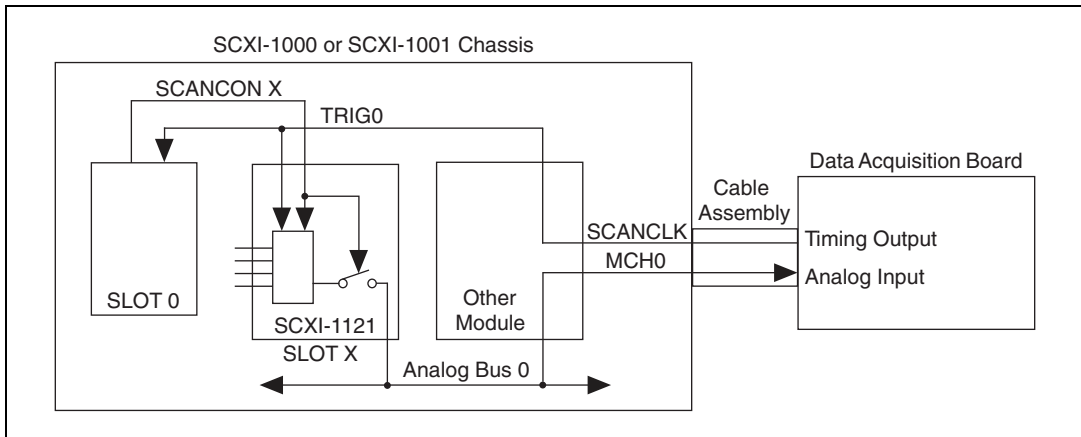 SCXI-1000 or SCXI-1001 Chassis
SCANCON X
TRIG0
Data Acquisition Board
Cable
Assembly
SCANCLK
Timing Output
MCH0
Analog Input
SLOT 0
Other
Module
SCXI-1121
SLOT X
Analog Bus 0